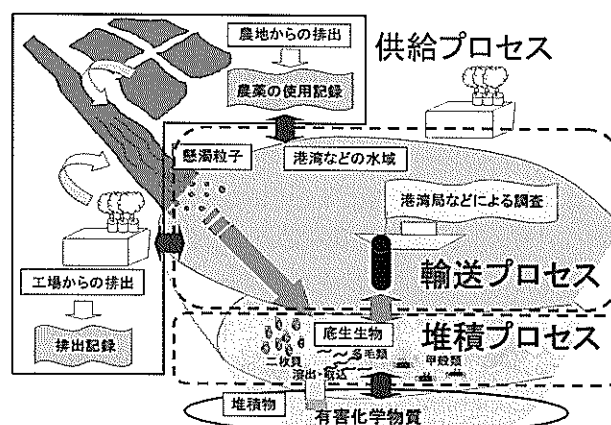 農地からの排出
供給プロセス
農薬の使用記録
懸濁粒子
港湾などの水域
港湾局などによる調査
工場からの排出
輸送プロセス
排出記録
底生生物
堆積プロセス
多毛類
甲殻類
二枚貝
溶出・取込
堆積物
有害化学物質